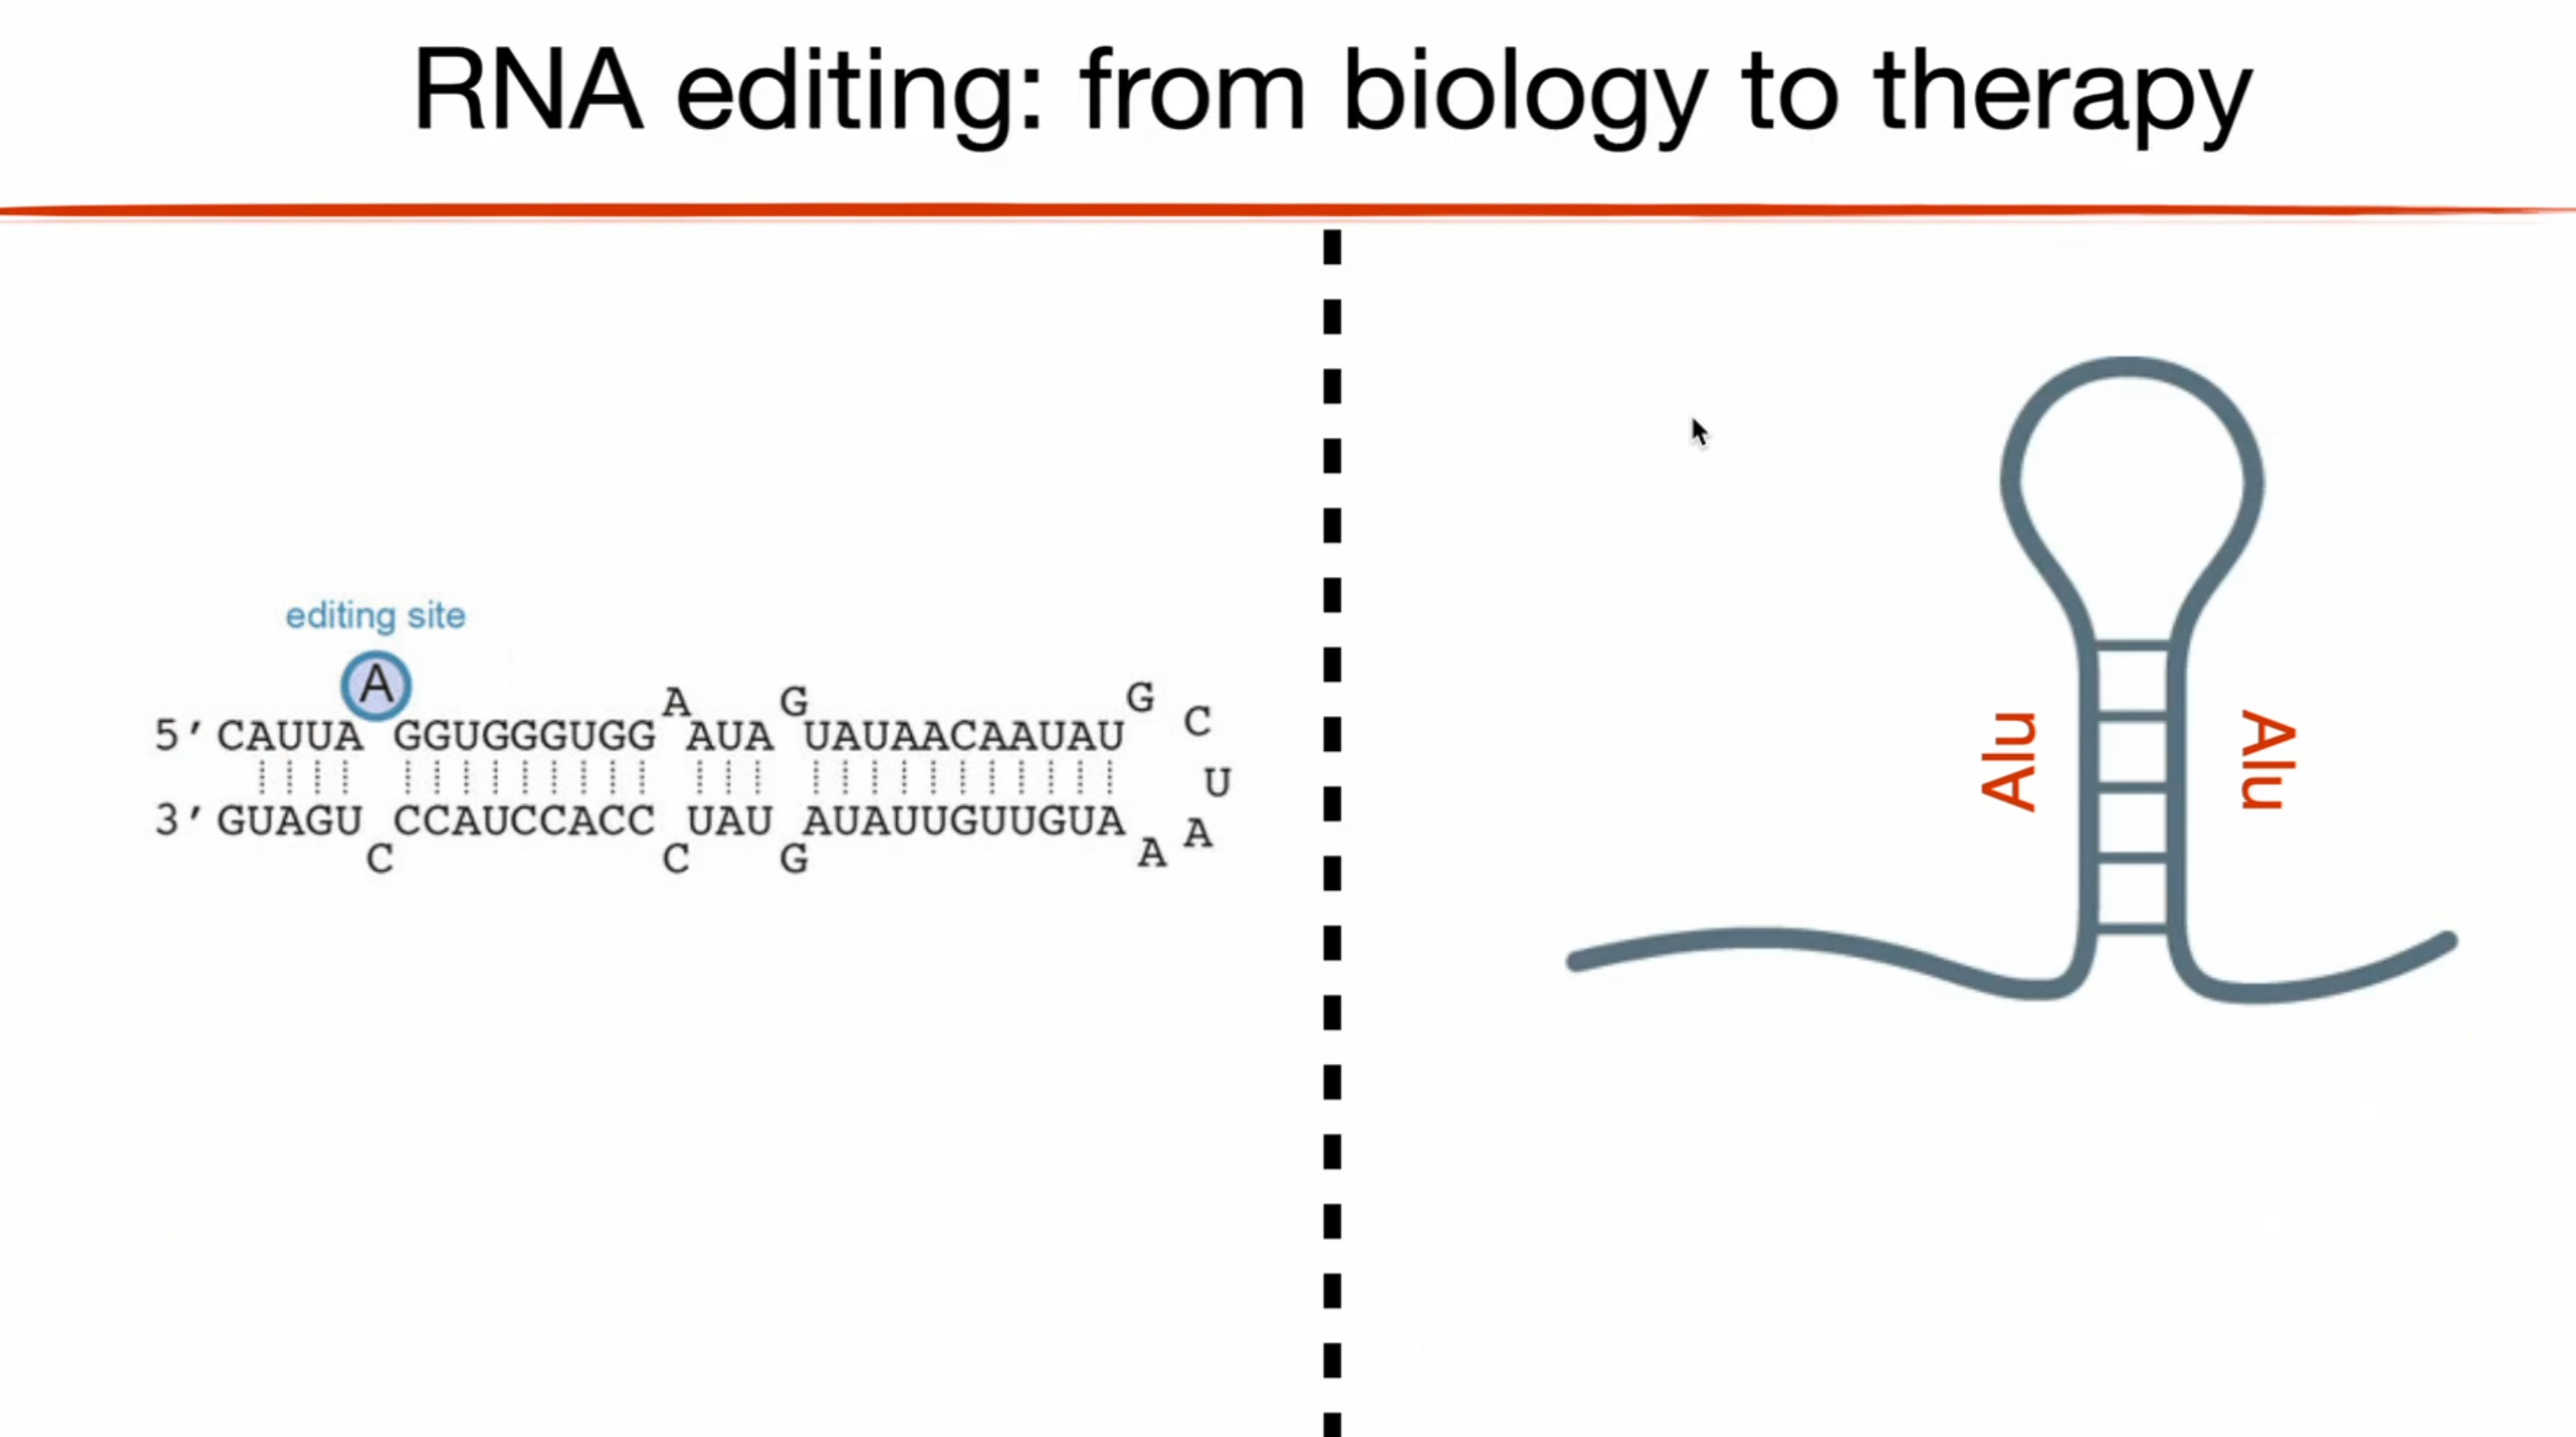 RNA editing: from biology to therapy
editing site
A
A G G C
5′CAUUA GGUGGGUGG AUA UAUAACAAUAU
U
3′GUAGU CCAUCCACC UAU AUAUUGUUGUA
C C G A A
Alu
Alu